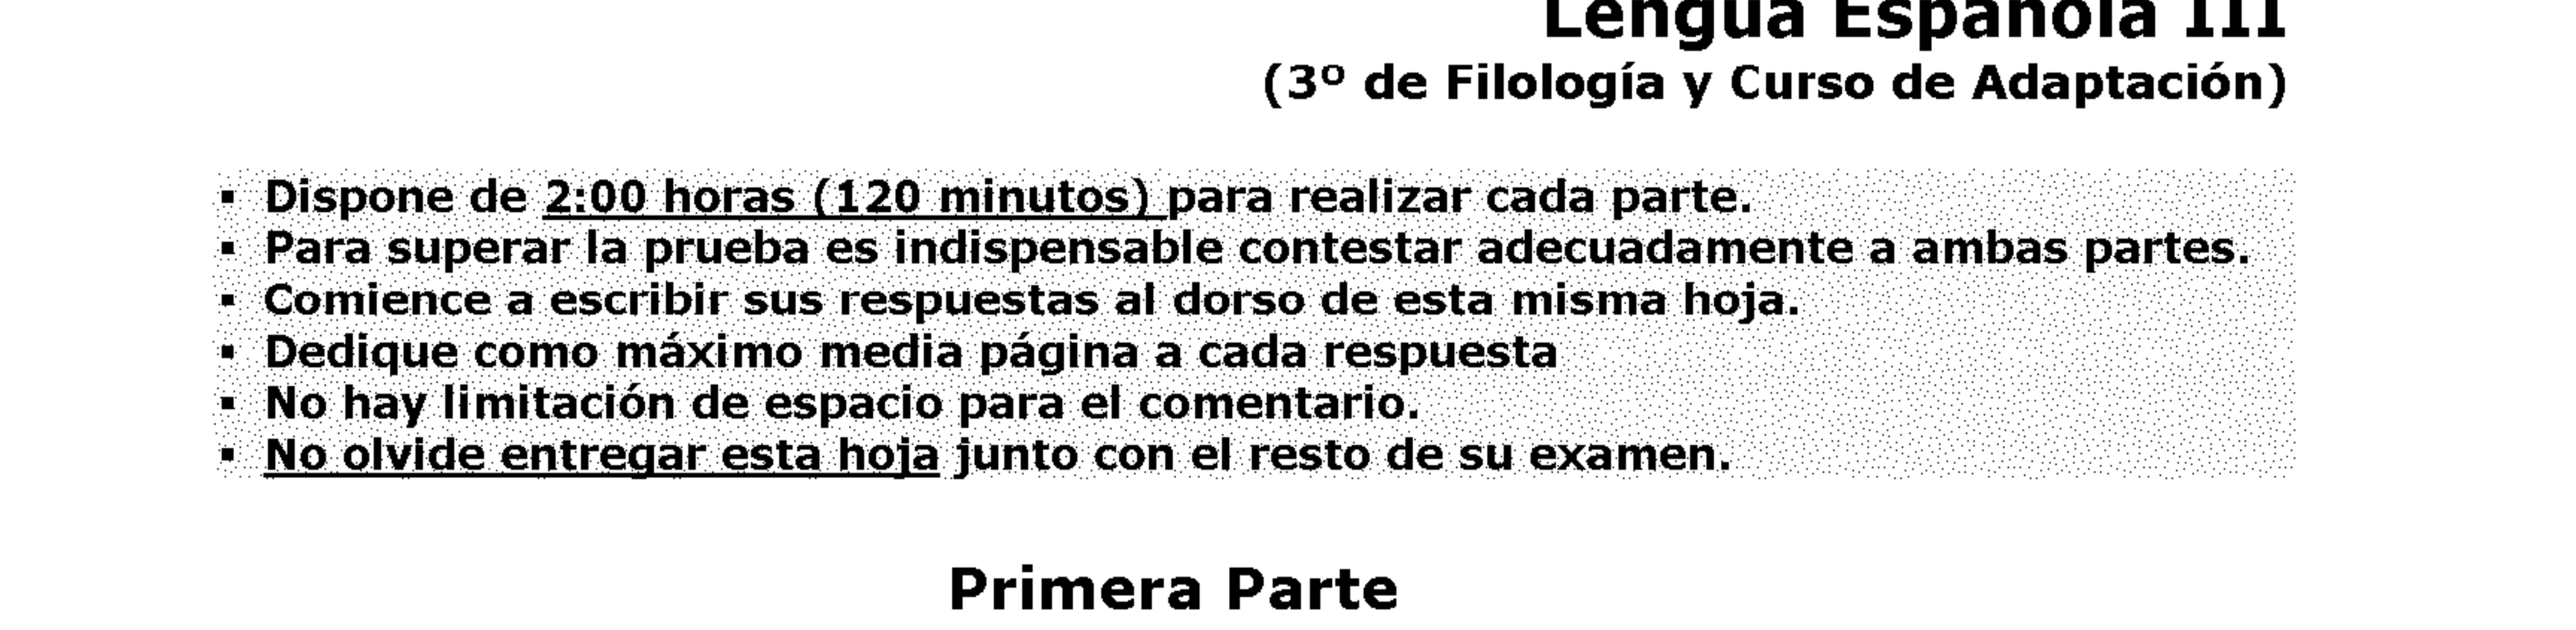 Lengua Española III
(3º de Filología y Curso de Adaptación)
▪ Dispone de 2:00 horas (120 minutos) para realizar cada parte.
▪ Para superar la prueba es indispensable contestar adecuadamente a ambas partes.
▪ Comience a escribir sus respuestas al dorso de esta misma hoja.
▪ Dedique como máximo media página a cada respuesta
▪ No hay limitación de espacio para el comentario.
▪ No olvide entregar esta hoja junto con el resto de su examen.
Primera Parte